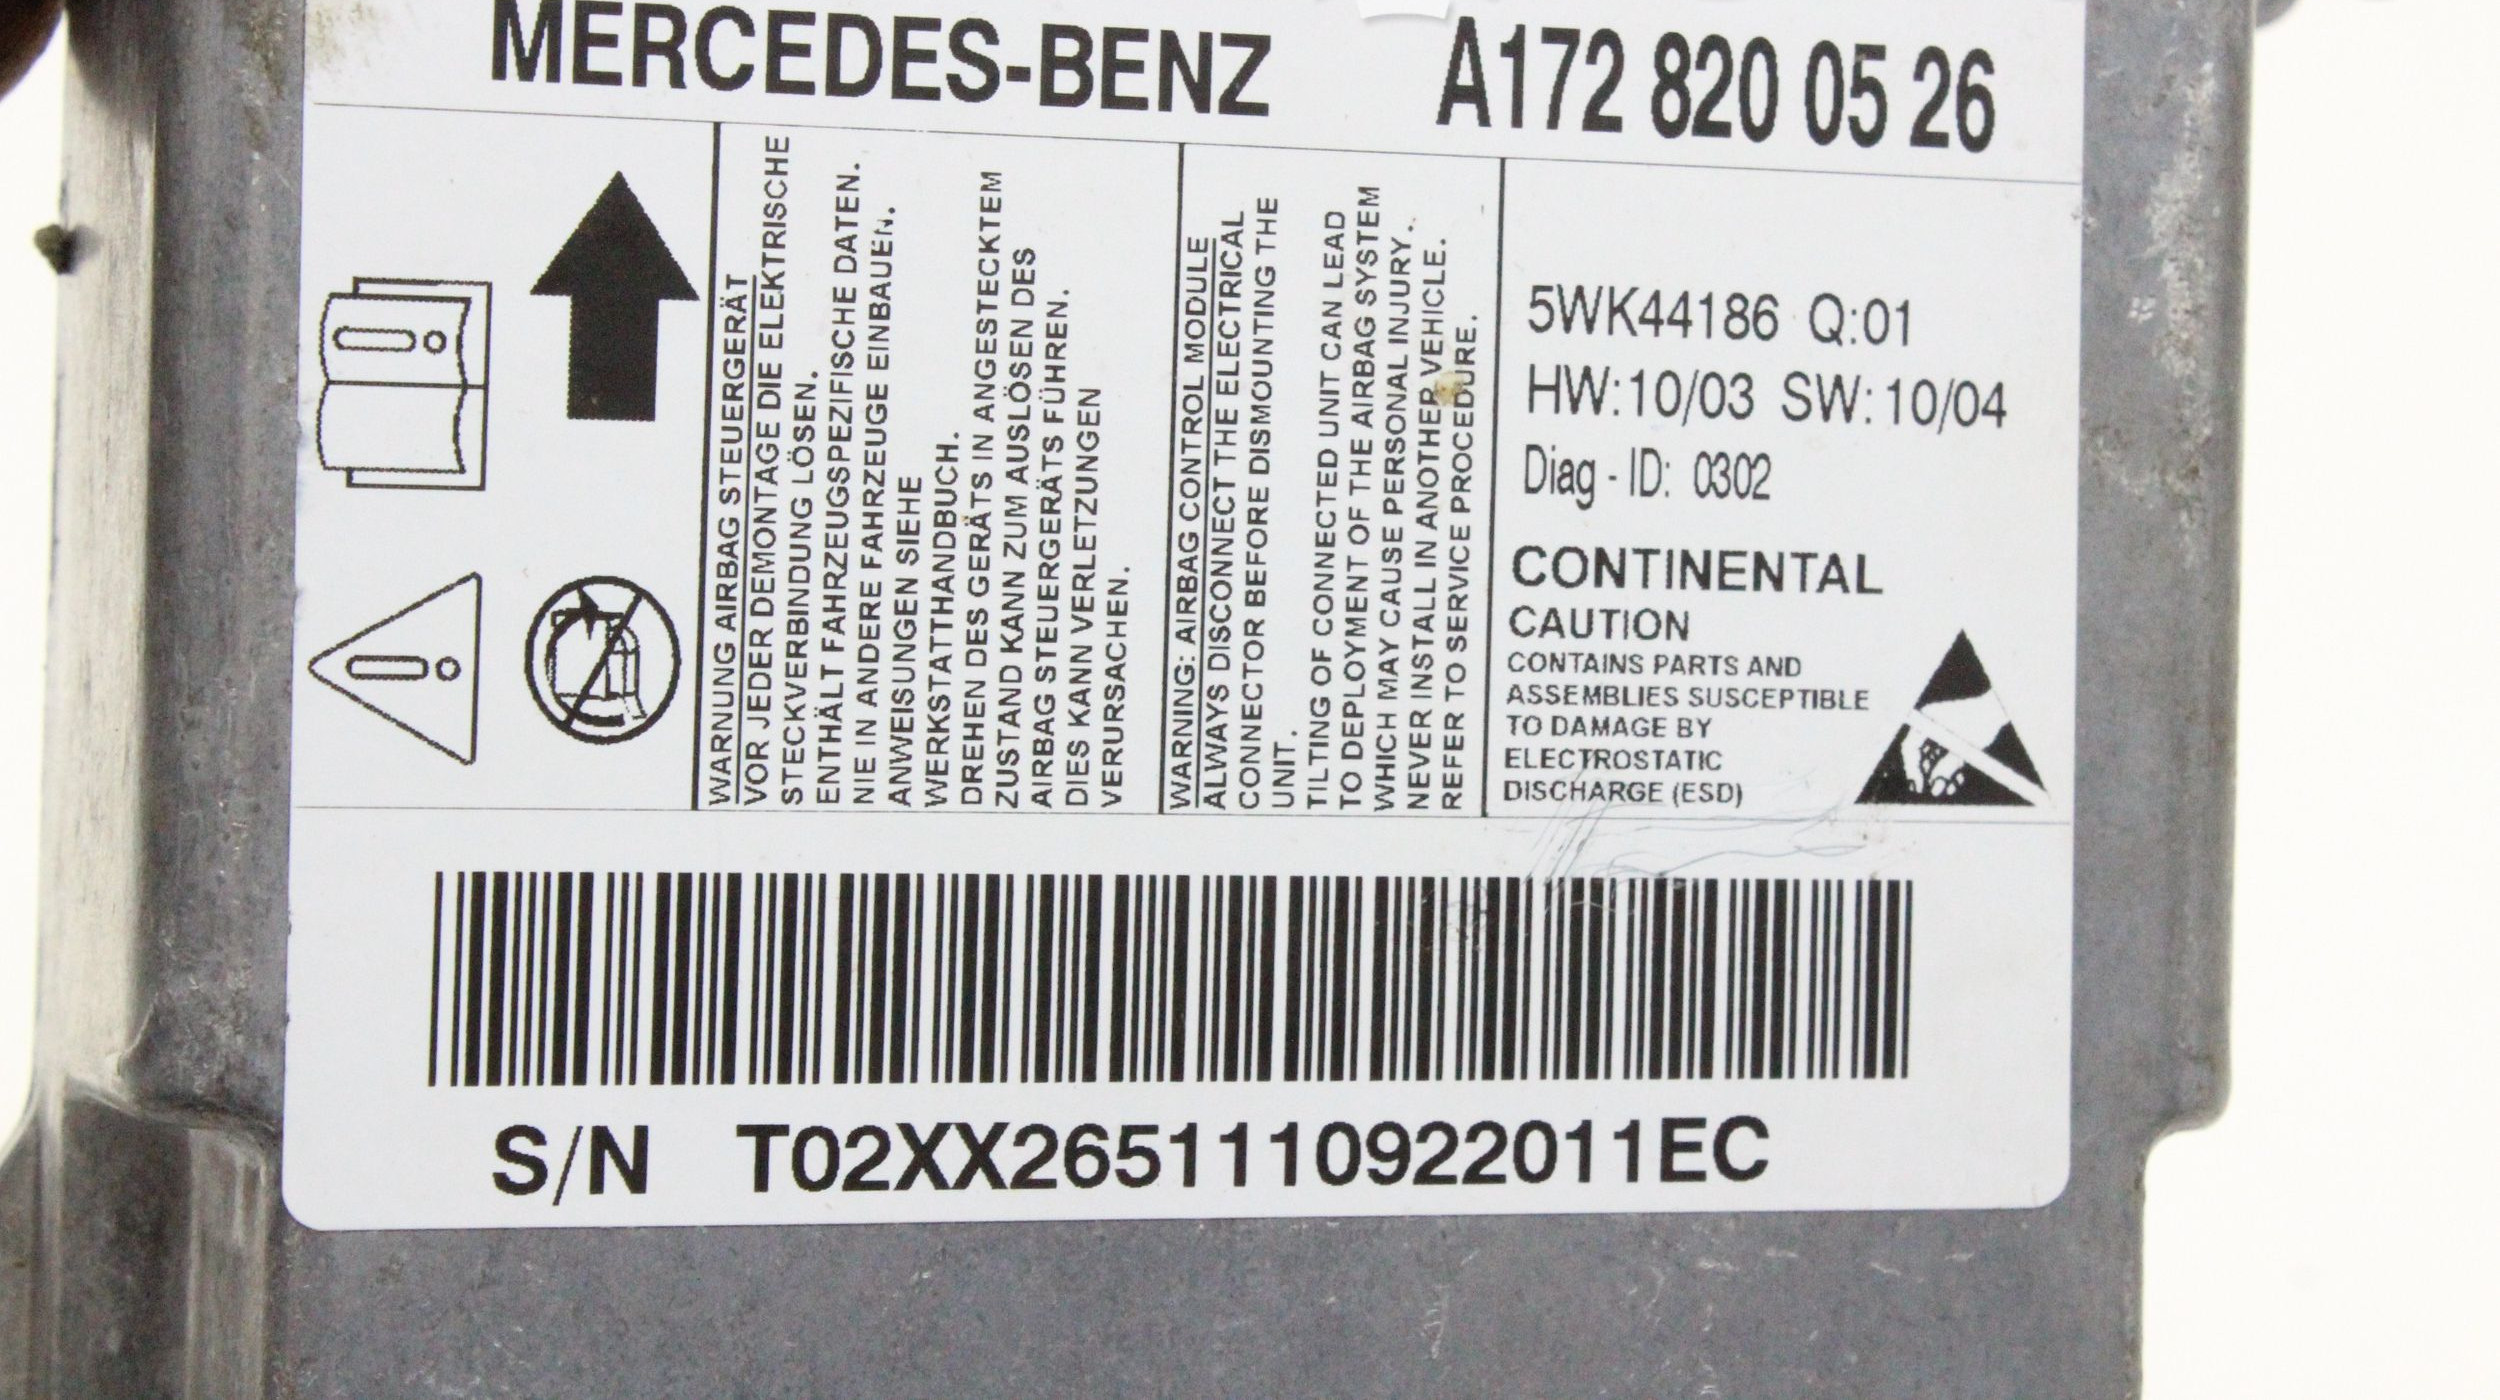 MERCEDES-BENZ A172 820 05 26
WARNUNG AIRBAG STEUERGERÄT
VOR JEDER DEMONTAGE DIE ELEKTRISCHE
STECKVERBINDUNG LÖSEN.
ENTHÄLT FAHRZEUGSPEZIFISCHE DATEN.
NIE IN ANDERE FAHRZEUGE EINBAUEN.
ANWEISUNGEN SIEHE
WERKSTATTHANDBUCH.
DREHEN DES GERÄTS IN ANGESTECKTEM
ZUSTAND KANN ZUM AUSLÖSEN DES
AIRBAG STEUERGERÄTS FÜHREN.
DIES KANN VERLETZUNGEN
VERURSACHEN.
WARNING: AIRBAG CONTROL MODULE
ALWAYS DISCONNECT THE ELECTRICAL
CONNECTOR BEFORE DISMOUNTING THE
UNIT.
TILTING OF CONNECTED UNIT CAN LEAD
TO DEPLOYMENT OF THE AIRBAG SYSTEM
WHICH MAY CAUSE PERSONAL INJURY.
NEVER INSTALL IN ANOTHER VEHICLE.
REFER TO SERVICE PROCEDURE.
5WK44186 Q:01
HW:10/03 SW:10/04
Diag - ID: 0302
CONTINENTAL
CAUTION
CONTAINS PARTS AND
ASSEMBLIES SUSCEPTIBLE
TO DAMAGE BY
ELECTROSTATIC
DISCHARGE (ESD)
S/N T02XX2651110922011EC